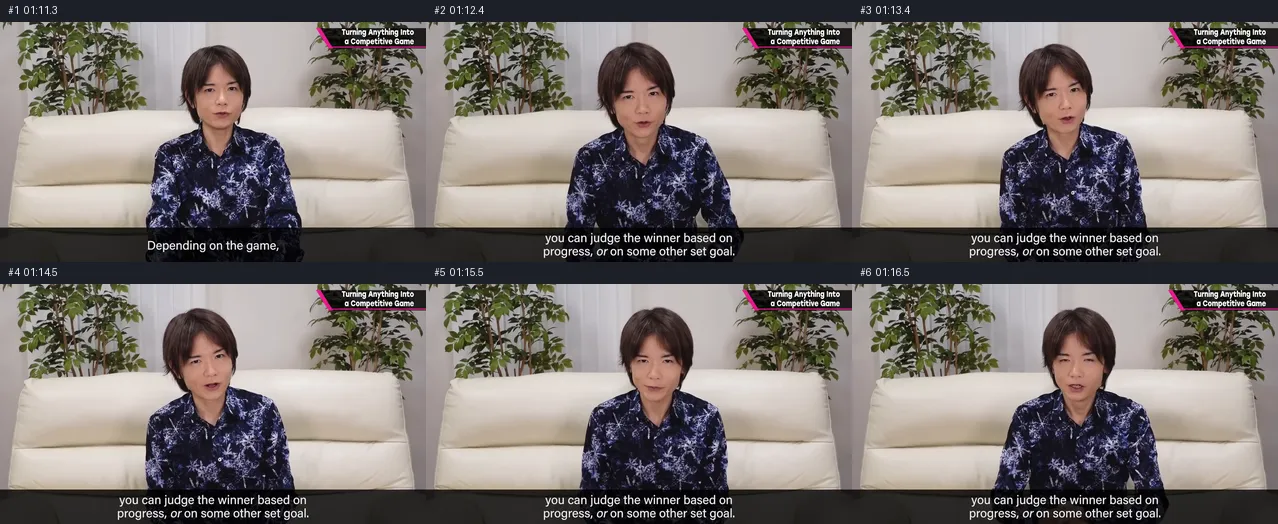 #1 01:11.3
Turning Anything Into
a Competitive Game
Depending on the game,
#2 01:12.4
Turning Anything Into
a Competitive Game
you can judge the winner based on
progress, or on some other set goal.
#3 01:13.4
Turning Anything Into
a Competitive Game
you can judge the winner based on
progress, or on some other set goal.
#4 01:14.5
Turning Anything Into
a Competitive Game
you can judge the winner based on
progress, or on some other set goal.
#5 01:15.5
Turning Anything Into
a Competitive Game
you can judge the winner based on
progress, or on some other set goal.
#6 01:16.5
Turning Anything Into
a Competitive Game
you can judge the winner based on
progress, or on some other set goal.